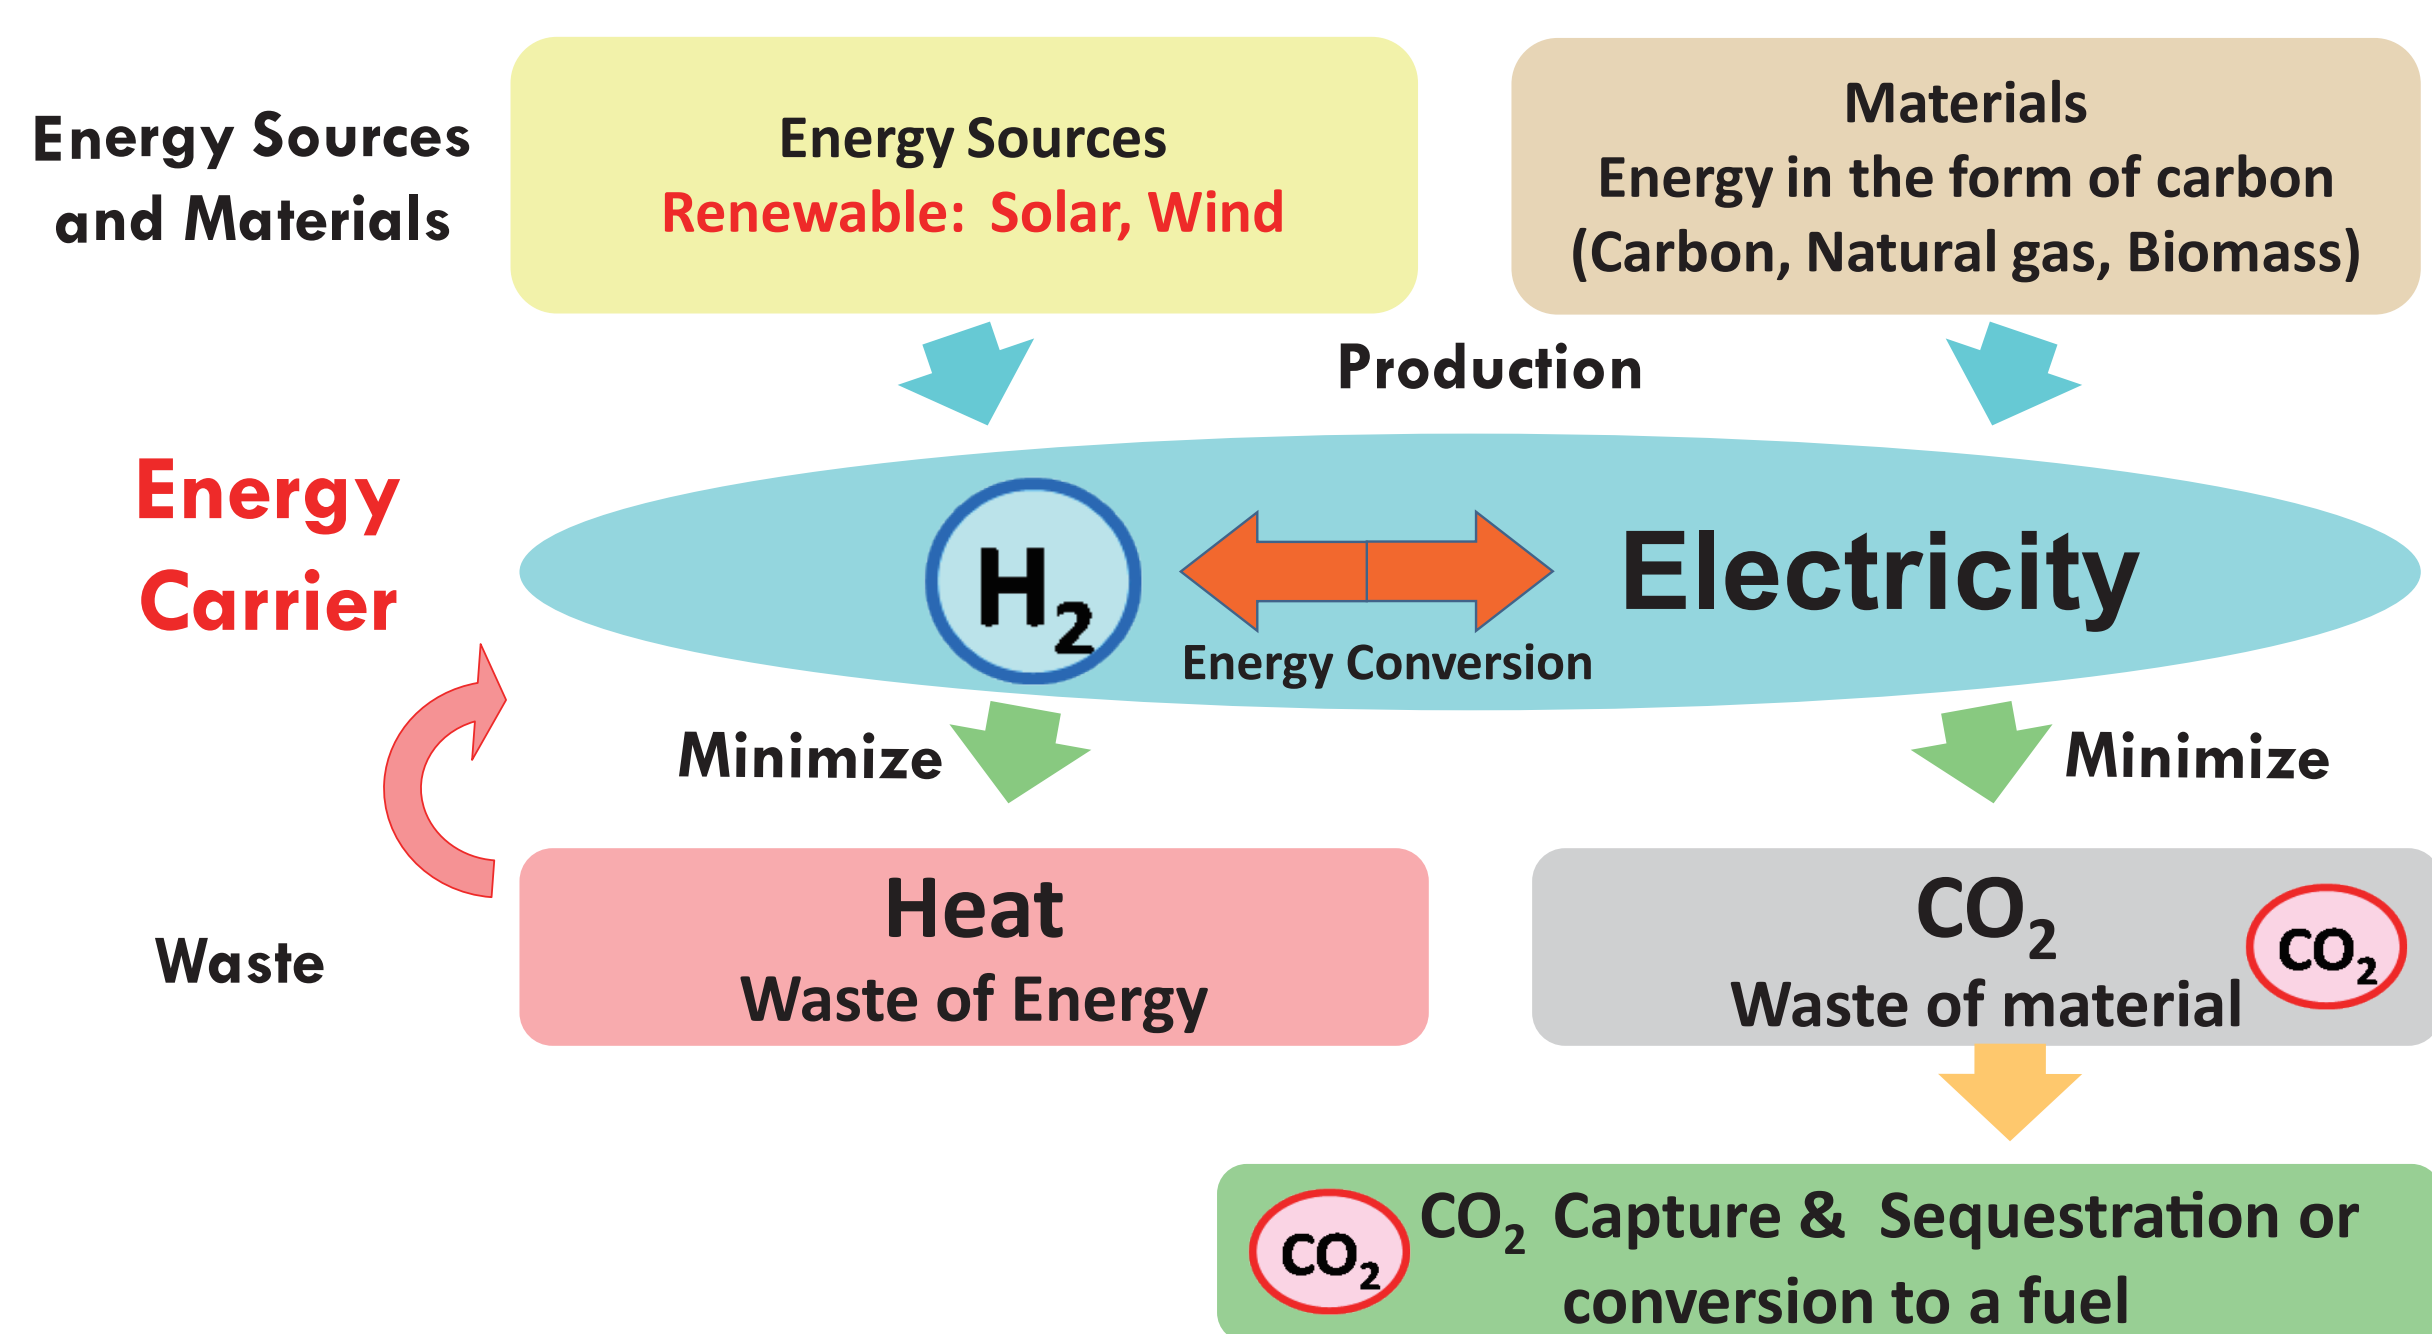 Energy Sources
and Materials
Energy Sources
Renewable: Solar, Wind
Materials
Energy in the form of carbon
(Carbon, Natural gas, Biomass)
Production
Energy
Carrier
H₂
Electricity
Energy Conversion
Minimize
Minimize
Waste
Heat
Waste of Energy
CO₂
Waste of material
CO₂
CO₂
CO₂ Capture & Sequestration or
conversion to a fuel